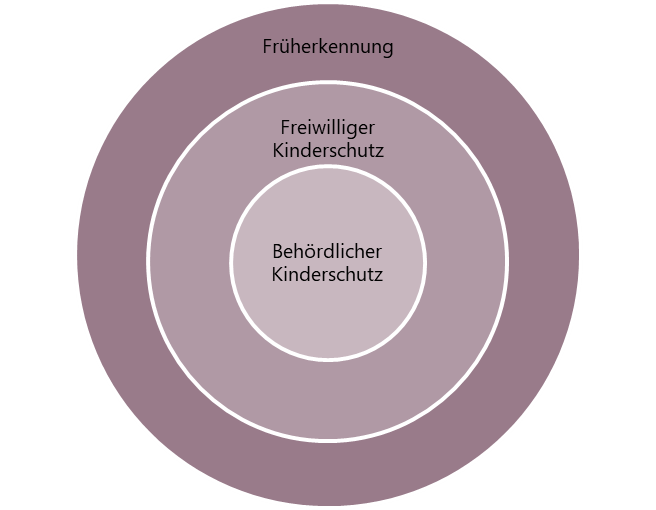 Früherkennung
Freiwilliger
Kinderschutz
Behördlicher
Kinderschutz